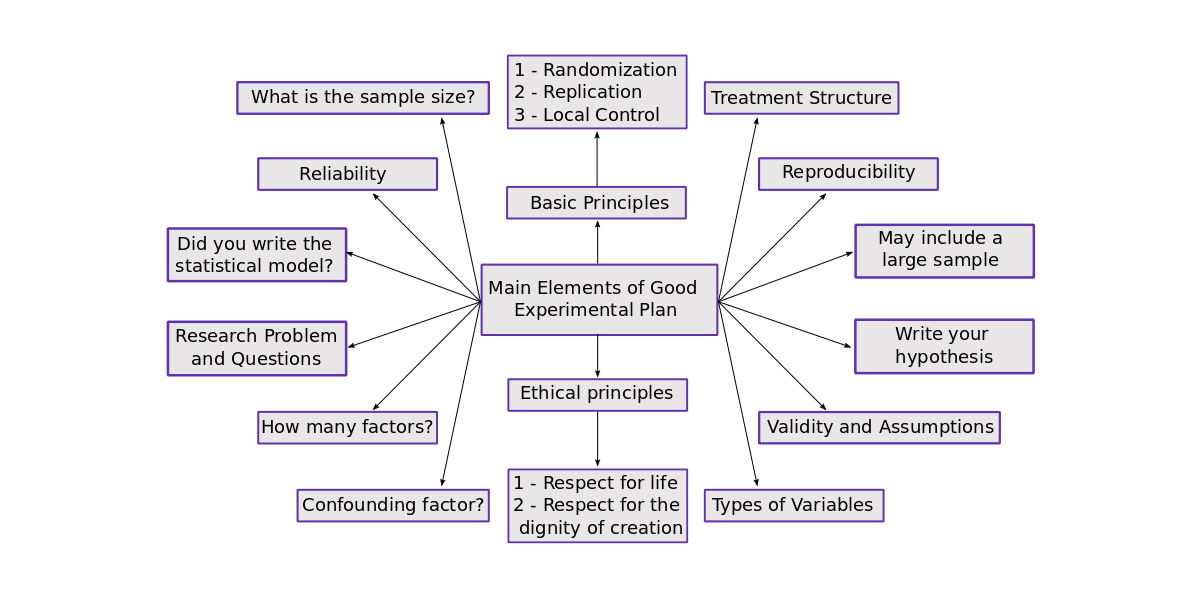 1 - Randomization
2 - Replication
3 - Local Control
What is the sample size?
Treatment Structure
Reliability
Reproducibility
Basic Principles
Did you write the
statistical model?
May include a
large sample
Main Elements of Good
Experimental Plan
Research Problem
and Questions
Write your
hypothesis
Ethical principles
How many factors?
Validity and Assumptions
Confounding factor?
1 - Respect for life
2 - Respect for the
dignity of creation
Types of Variables